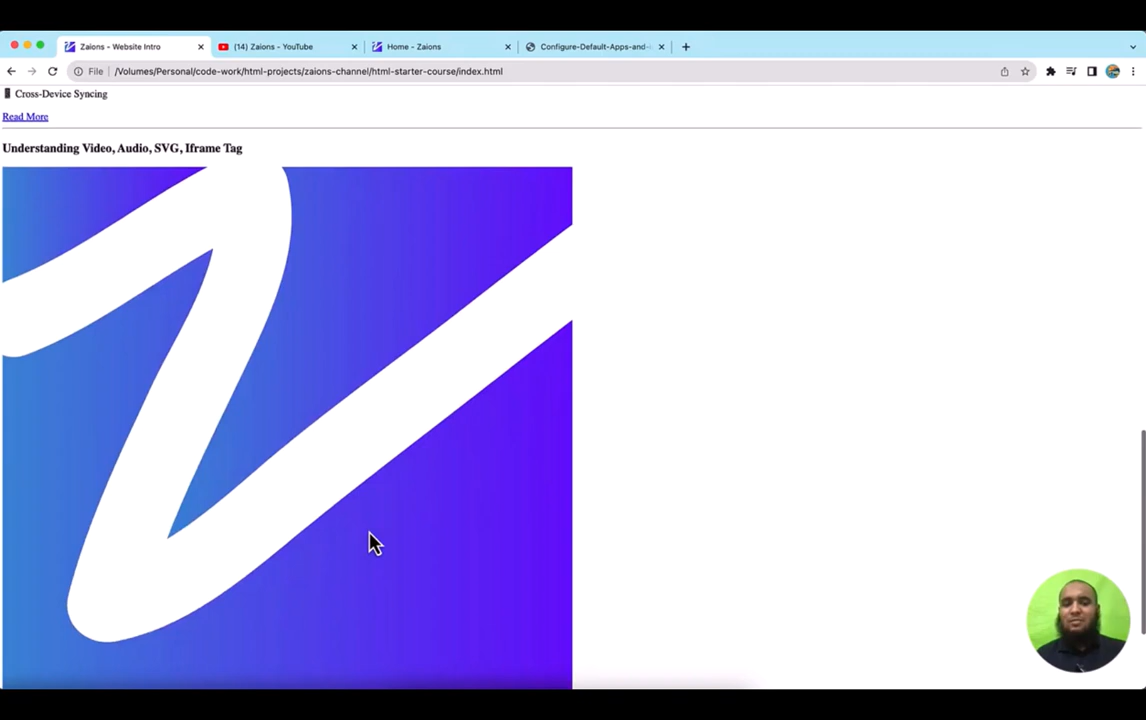 Zaions - Website Intro
(14) Zaions - YouTube
Home - Zaions
Configure-Default-Apps-and-
File
/Volumes/Personal/code-work/html-projects/zaions-channel/html-starter-course/index.html
Cross-Device Syncing
Read More
Understanding Video, Audio, SVG, Iframe Tag